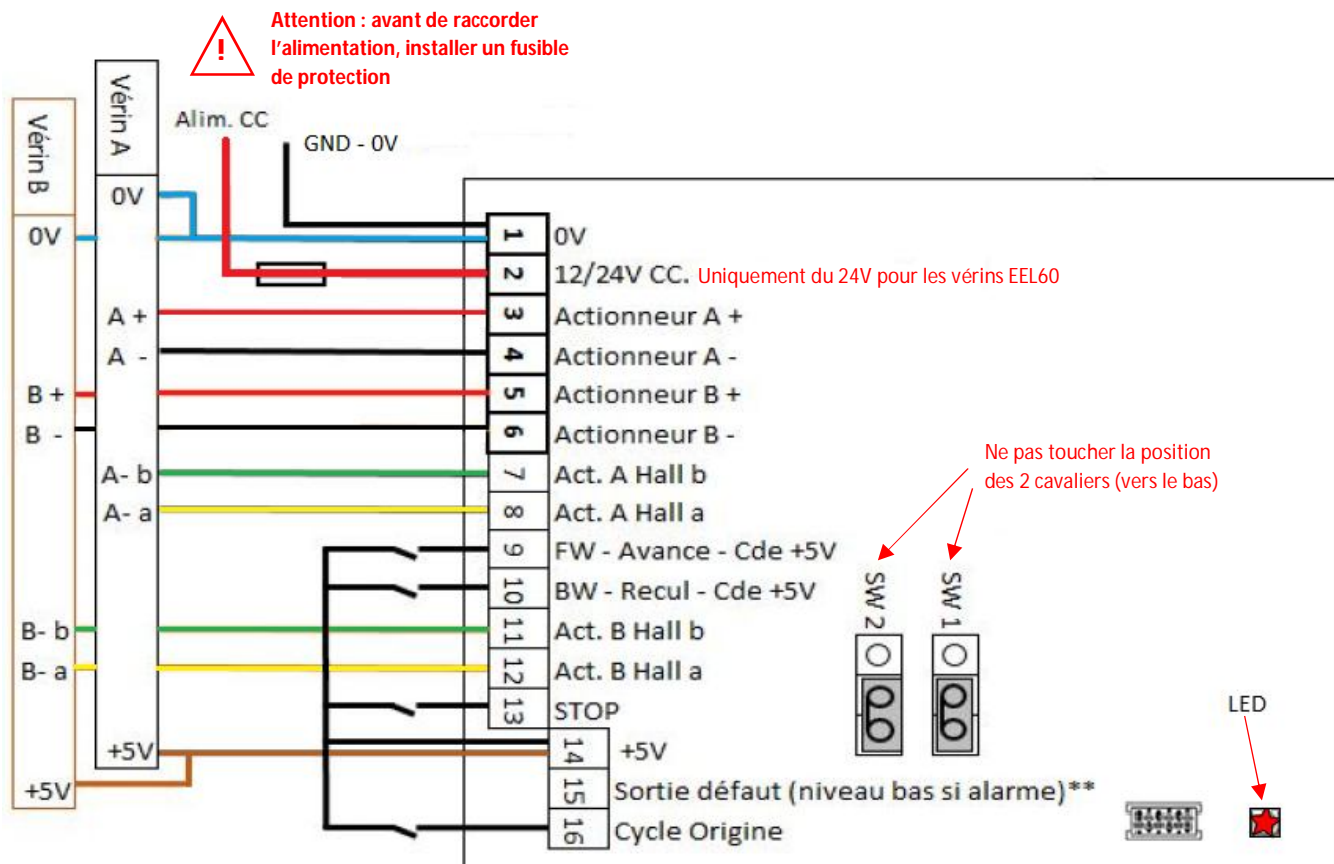 Attention : avant de raccorder
l'alimentation, installer un fusible
de protection
!
Vérin B
Vérin A
Alim. CC
GND - 0V
0V
0V
A +
A -
B +
B -
A- b
A- a
B- b
B- a
+5V
+5V
1 0V
2 12/24V CC. Uniquement du 24V pour les vérins EEL60
3 Actionneur A +
4 Actionneur A -
5 Actionneur B +
6 Actionneur B -
7 Act. A Hall b
8 Act. A Hall a
9 FW - Avance - Cde +5V
10 BW - Recul - Cde +5V
11 Act. B Hall b
12 Act. B Hall a
13 STOP
14 +5V
15 Sortie défaut (niveau bas si alarme)**
16 Cycle Origine
Ne pas toucher la position
des 2 cavaliers (vers le bas)
SW 2
SW 1
LED